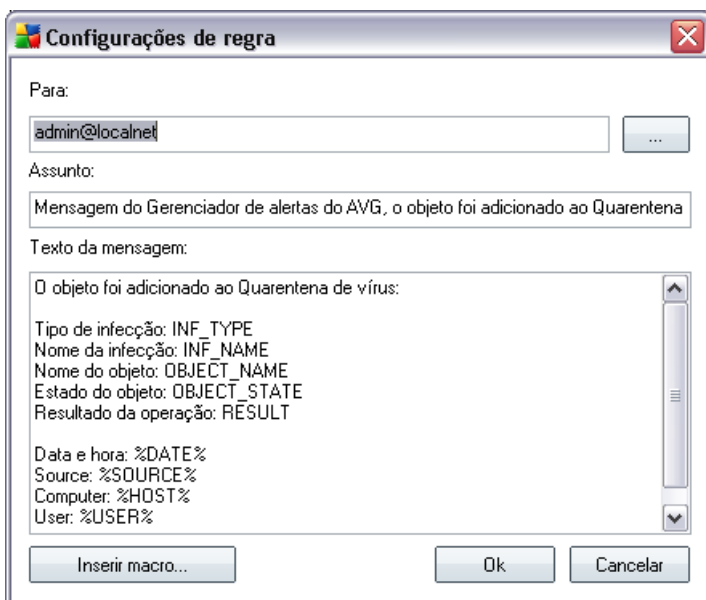 Configurações de regra
Para:
admin@localnet
...
Assunto:
Mensagem do Gerenciador de alertas do AVG, o objeto foi adicionado ao Quarentena
Texto da mensagem:
O objeto foi adicionado ao Quarentena de vírus:
Tipo de infecção: INF_TYPE
Nome da infecção: INF_NAME
Nome do objeto: OBJECT_NAME
Estado do objeto: OBJECT_STATE
Resultado da operação: RESULT
Data e hora: %DATE%
Source: %SOURCE%
Computer: %HOST%
User: %USER%
Inserir macro...
Ok
Cancelar